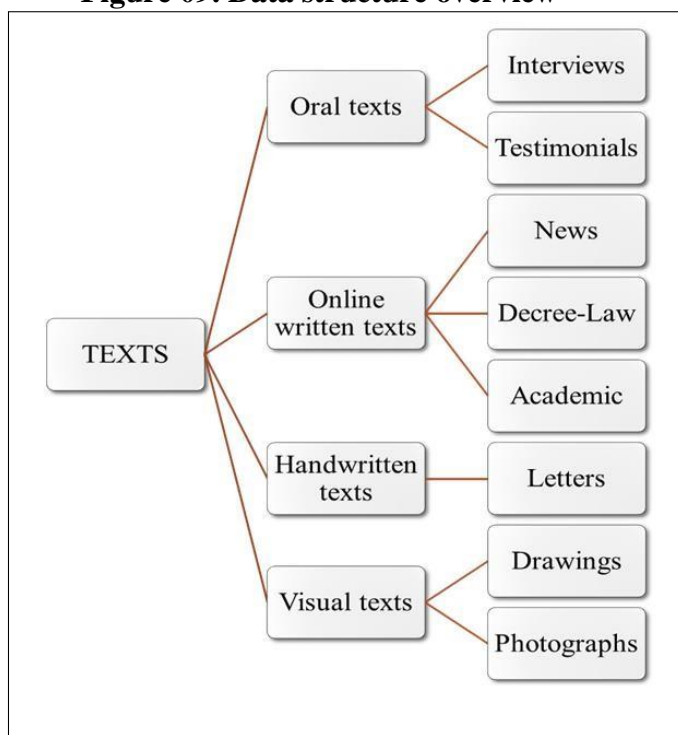 Figure 69. Data structure overview
TEXTS
Oral texts
Interviews
Testimonials
Online
written texts
News
Decree-Law
Academic
Handwritten
texts
Letters
Visual texts
Drawings
Photographs